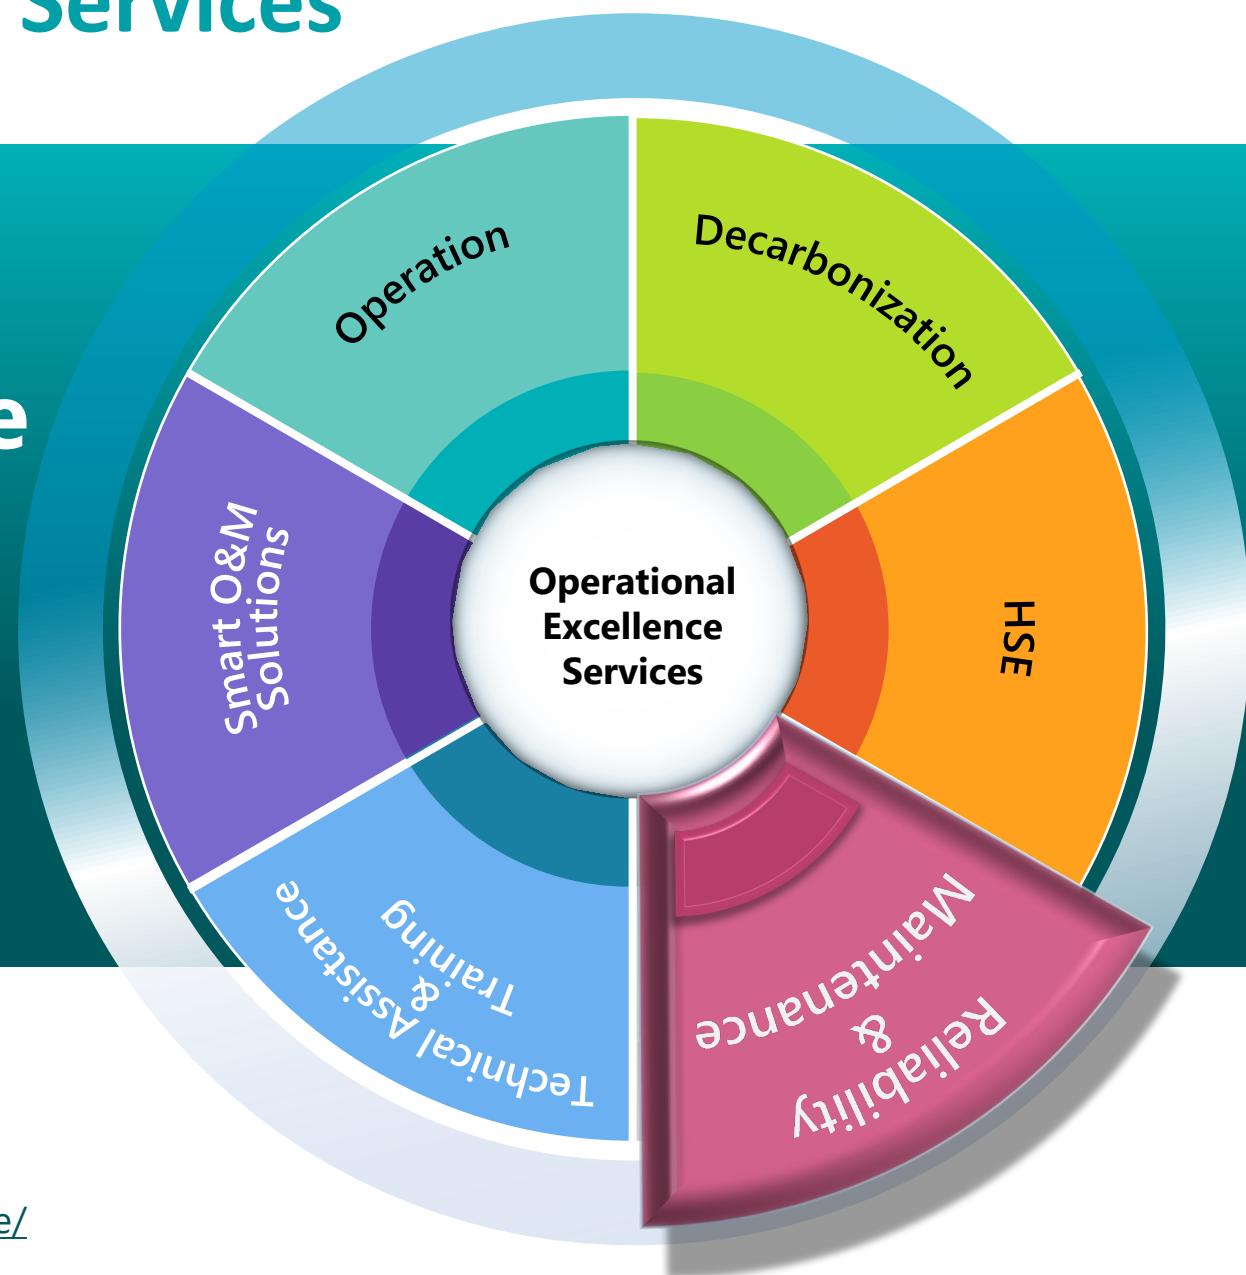 Services
e
Operation
Decarbonization
Smart O&M
Solutions
HSE
Operational
Excellence
Services
Technical Assistance
&
Training
Reliability
&
Maintenance
e/